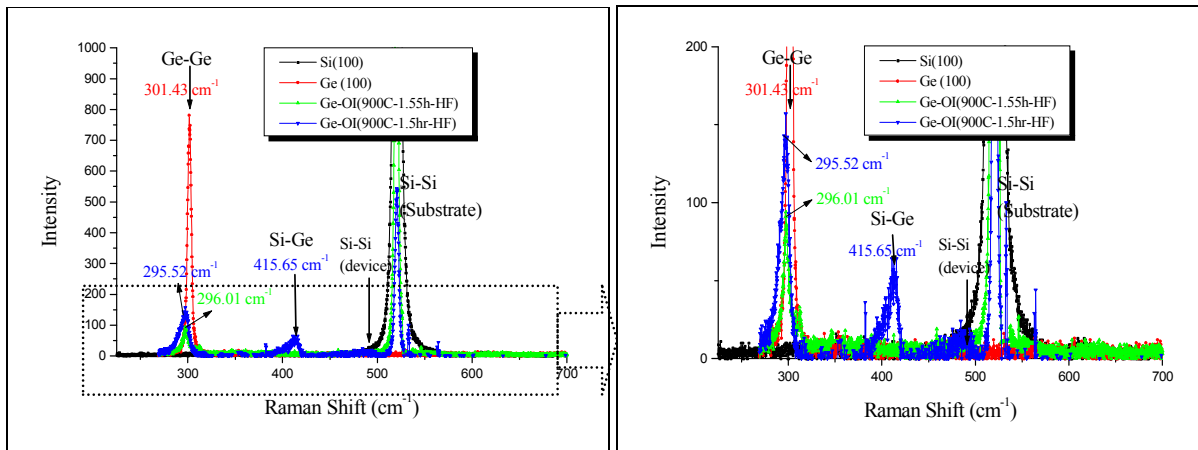 1000
900
800
700
600
500
400
300
200
100
0
Intensity
Ge-Ge
301.43 cm-1
Si(100)
Ge (100)
Ge-OI(900C-1.55h-HF)
Ge-OI(900C-1.5hr-HF)
Si-Si
(Substrate)
Si-Ge
415.65 cm-1
Si-Si
(device)
295.52 cm-1
296.01 cm-1
300
400
500
600
700
Raman Shift (cm-1)
200
100
0
Intensity
Ge-Ge
301.43 cm-1
Si(100)
Ge (100)
Ge-OI(900C-1.55h-HF)
Ge-OI(900C-1.5hr-HF)
295.52 cm-1
296.01 cm-1
Si-Si
(Substrate)
Si-Ge
415.65 cm-1
Si-Si
(device)
300
400
500
600
700
Raman Shift (cm-1)